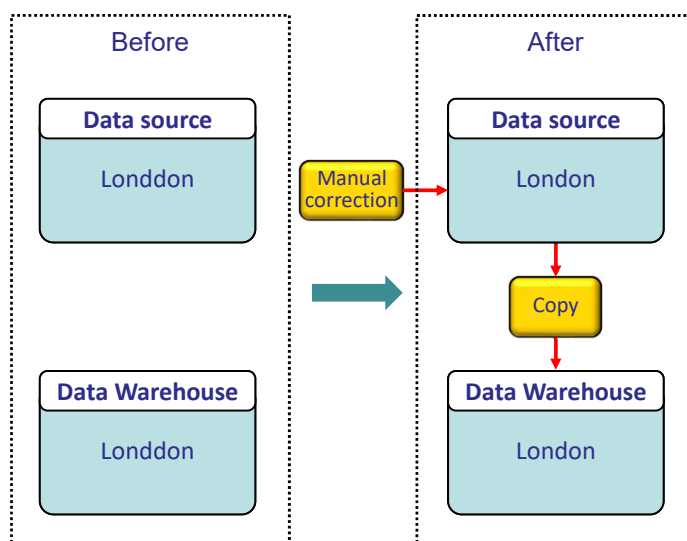 Before
After
Data source
Londdon
Manual
correction
Data source
London
Copy
Data Warehouse
Londdon
Data Warehouse
London